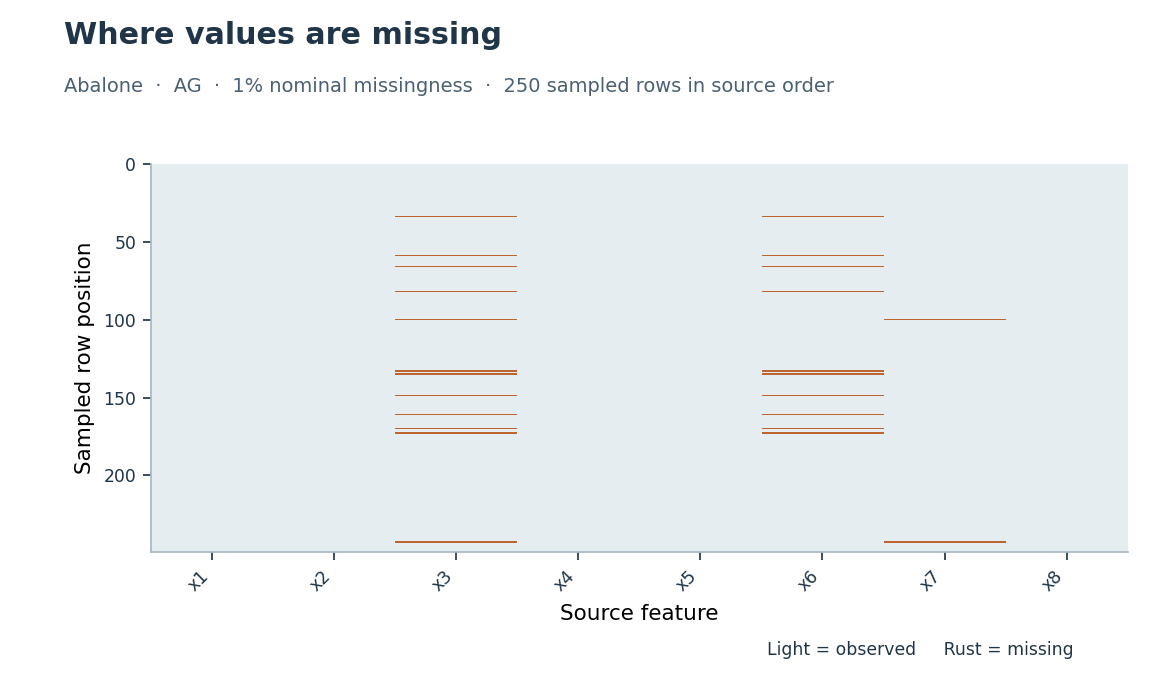 Where values are missing
Abalone · AG · 1% nominal missingness · 250 sampled rows in source order
Sampled row position
0
50
100
150
200
x1 x2 x3 x4 x5 x6 x7 x8
Source feature
Light = observed Rust = missing